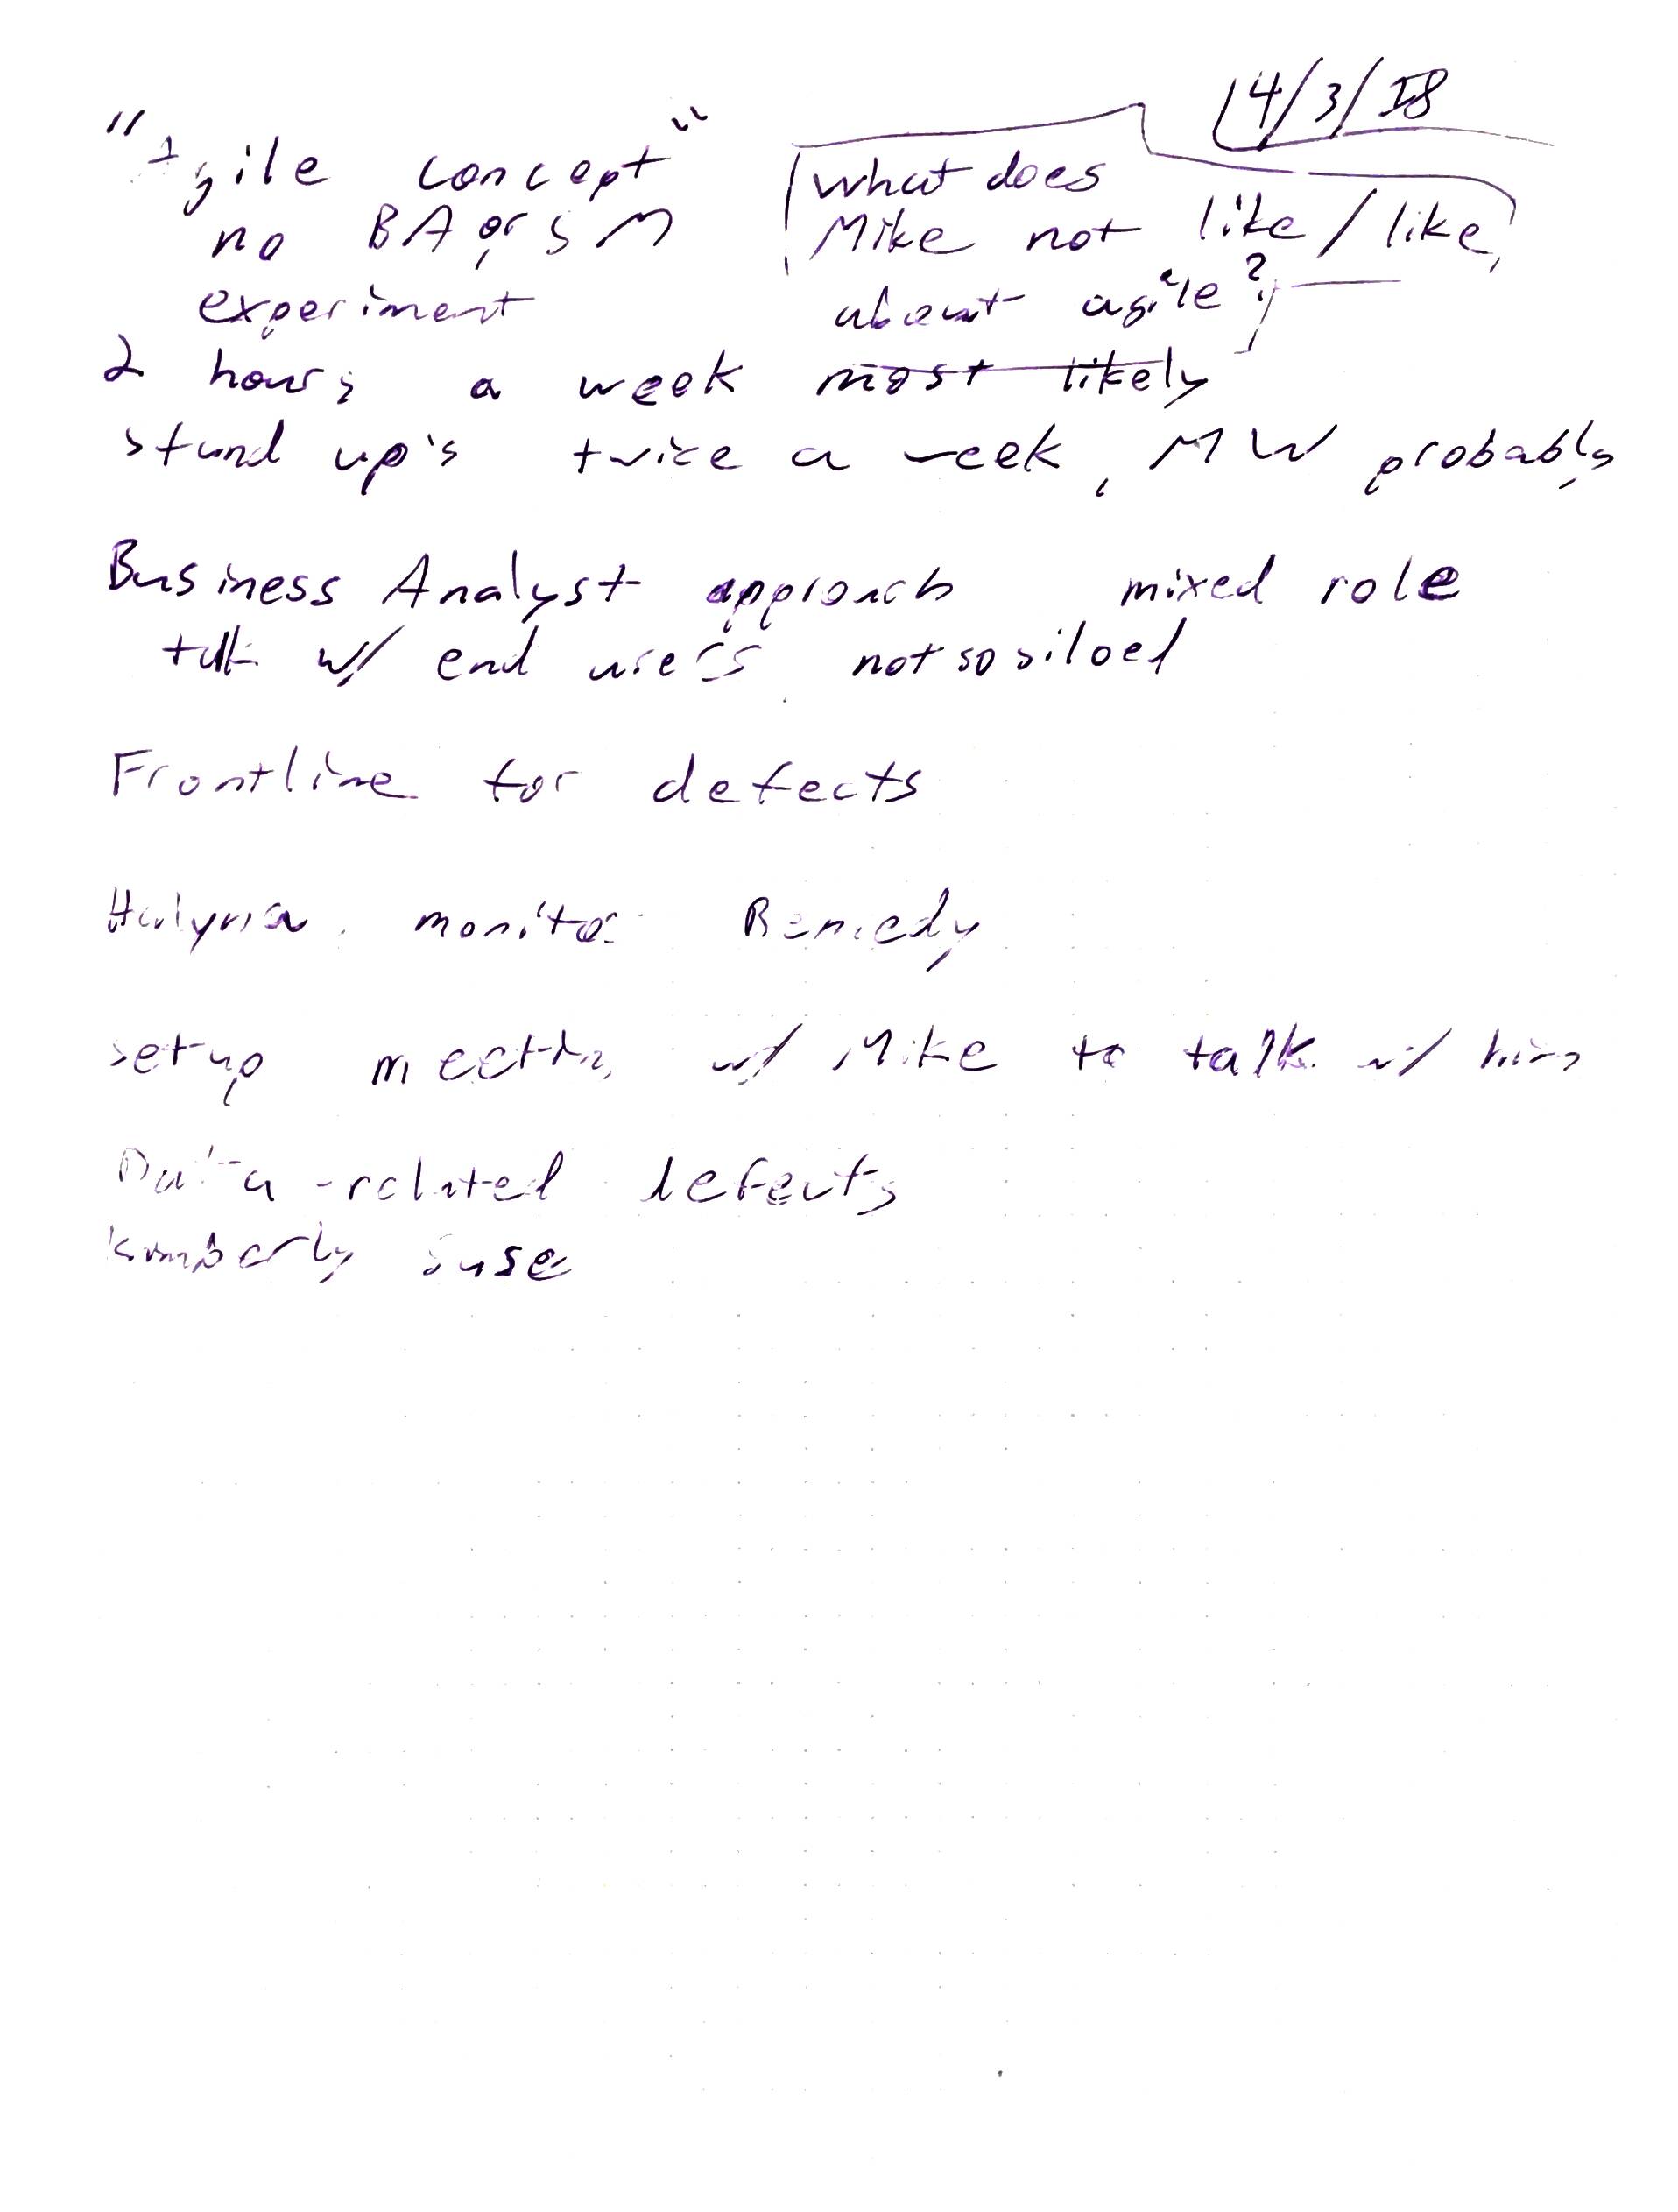 4/3/18
"Agile concept"
no BA or SM
experiment
what does
Mike not like / like,
about agile?
2 hours a week most likely
stand up's twice a week, MW probably
Business Analyst approach mixed role
talk w/ end users not so siloed
Frontline for defects
Halyna monitor Remedy
setup meeting w/ Mike to talk w/ him
Data-related defects
Kimberly